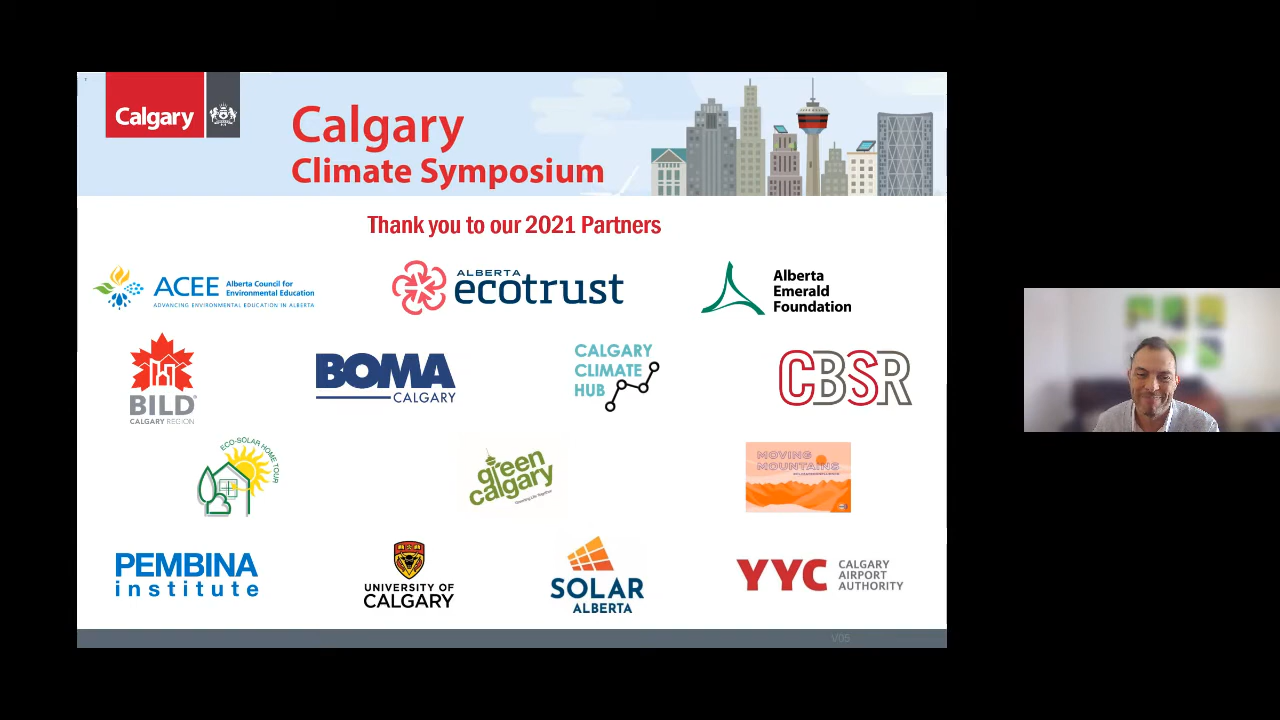 Calgary
Calgary
Climate Symposium
Thank you to our 2021 Partners
ACEE Alberta Council for
Environmental Education
ADVANCING ENVIRONMENTAL EDUCATION IN ALBERTA
ALBERTA
ecotrust
Alberta
Emerald
Foundation
BILD
CALGARY REGION
BOMA
CALGARY
CALGARY
CLIMATE
HUB
CBSR
ECO-SOLAR HOME TOUR
green
calgary
MOVING
MOUNTAINS
PEMBINA
institute
UNIVERSITY OF
CALGARY
SOLAR
ALBERTA
YYC CALGARY
AIRPORT
AUTHORITY
V05